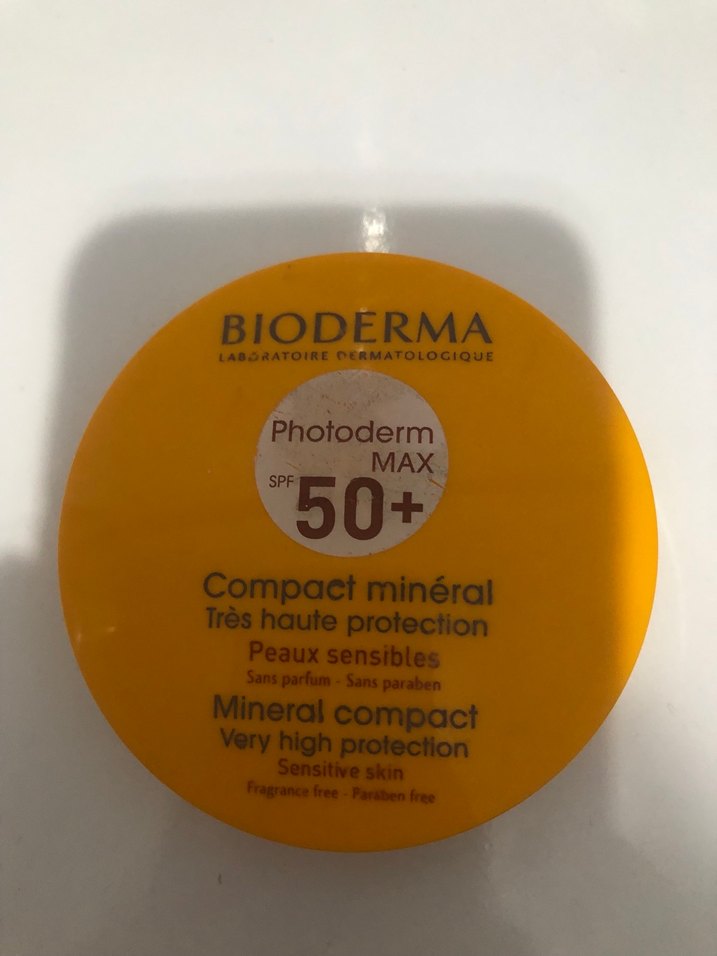 BIODERMA
LABORATOIRE DERMATOLOGIQUE
Photoderm
MAX
SPF 50+
Compact minéral
Très haute protection
Peaux sensibles
Sans parfum - Sans paraben
Mineral compact
Very high protection
Sensitive skin
Fragrance free - Paraben free